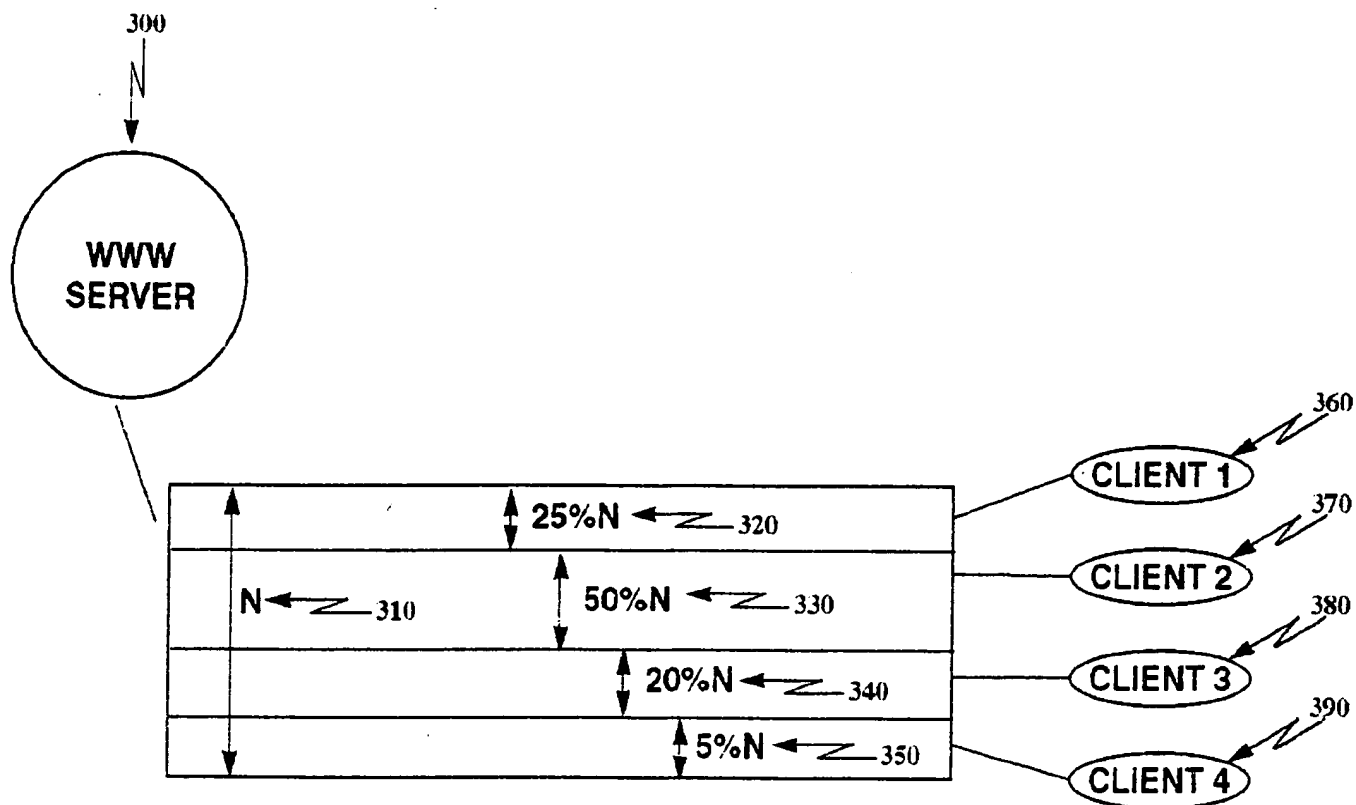 300
WWW
SERVER
360
CLIENT 1
25%N
320
370
CLIENT 2
N
310
50%N
330
380
CLIENT 3
20%N
340
390
5%N
350
CLIENT 4